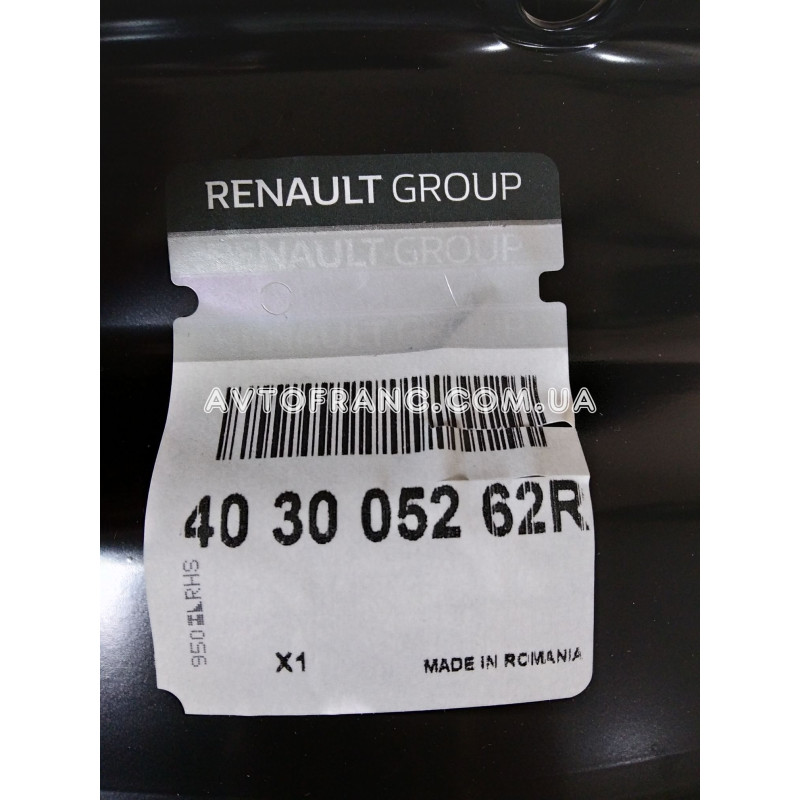 RENAULT GROUP
RENAULT GROUP
AVTOFRANC.COM.UA
40 30 052 62R
RHS
950
X1
MADE IN ROMANIA